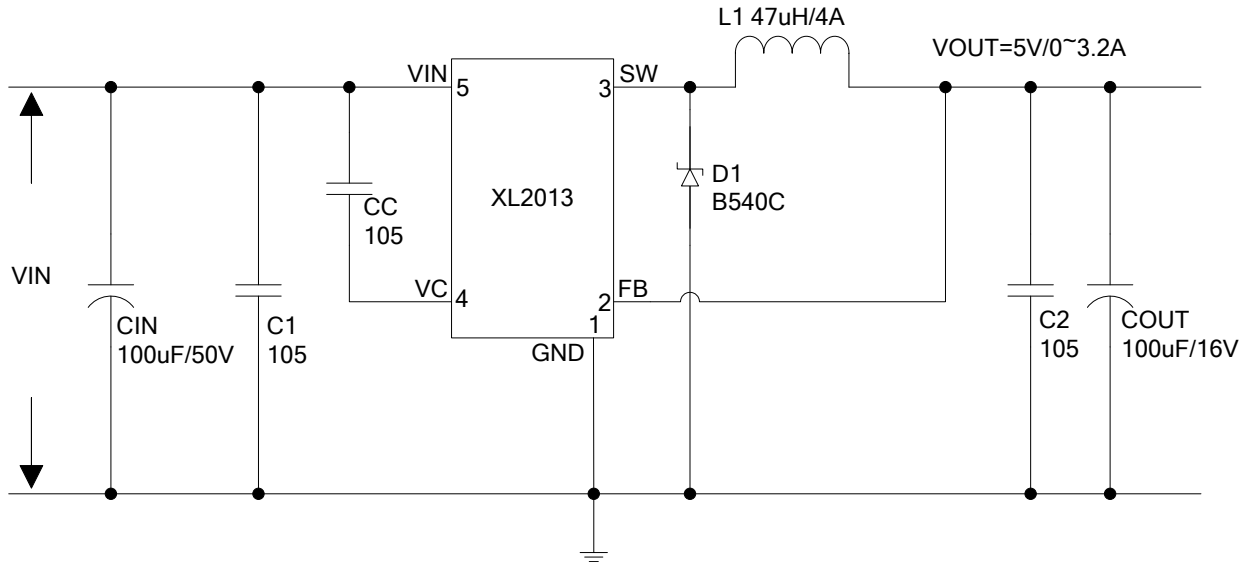 L1 47uH/4A
VOUT=5V/0~3.2A
VIN
5
3
SW
XL2013
D1
B540C
CC
105
VIN
VC
4
2
FB
1
GND
CIN
100uF/50V
C1
105
C2
105
COUT
100uF/16V